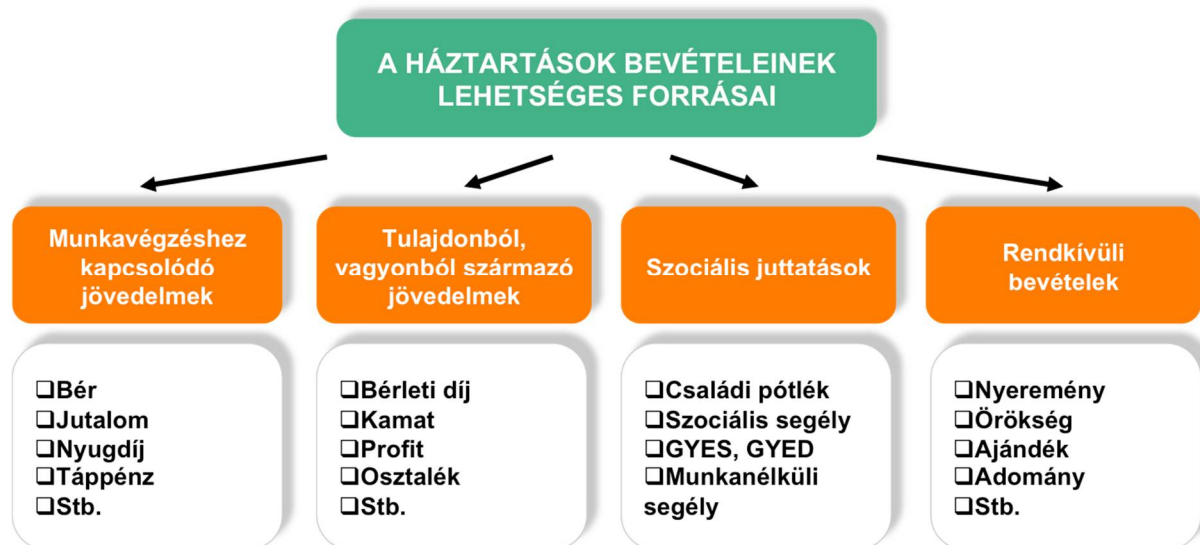 A HÁZTARTÁSOK BEVÉTELEINEK
LEHETSÉGES FORRÁSAI
Munkavégzéshez
kapcsolódó
jövedelmek
Tulajdonból,
vagyonból származó
jövedelmek
Szociális juttatások
Rendkívüli
bevételek
❑Bér
❑Jutalom
❑Nyugdíj
❑Táppénz
❑Stb.
❑Bérleti díj
❑Kamat
❑Profit
❑Osztalék
❑Stb.
❑Családi pótlék
❑Szociális segély
❑GYES, GYED
❑Munkanélküli
segély
❑Nyeremény
❑Örökség
❑Ajándék
❑Adomány
❑Stb.